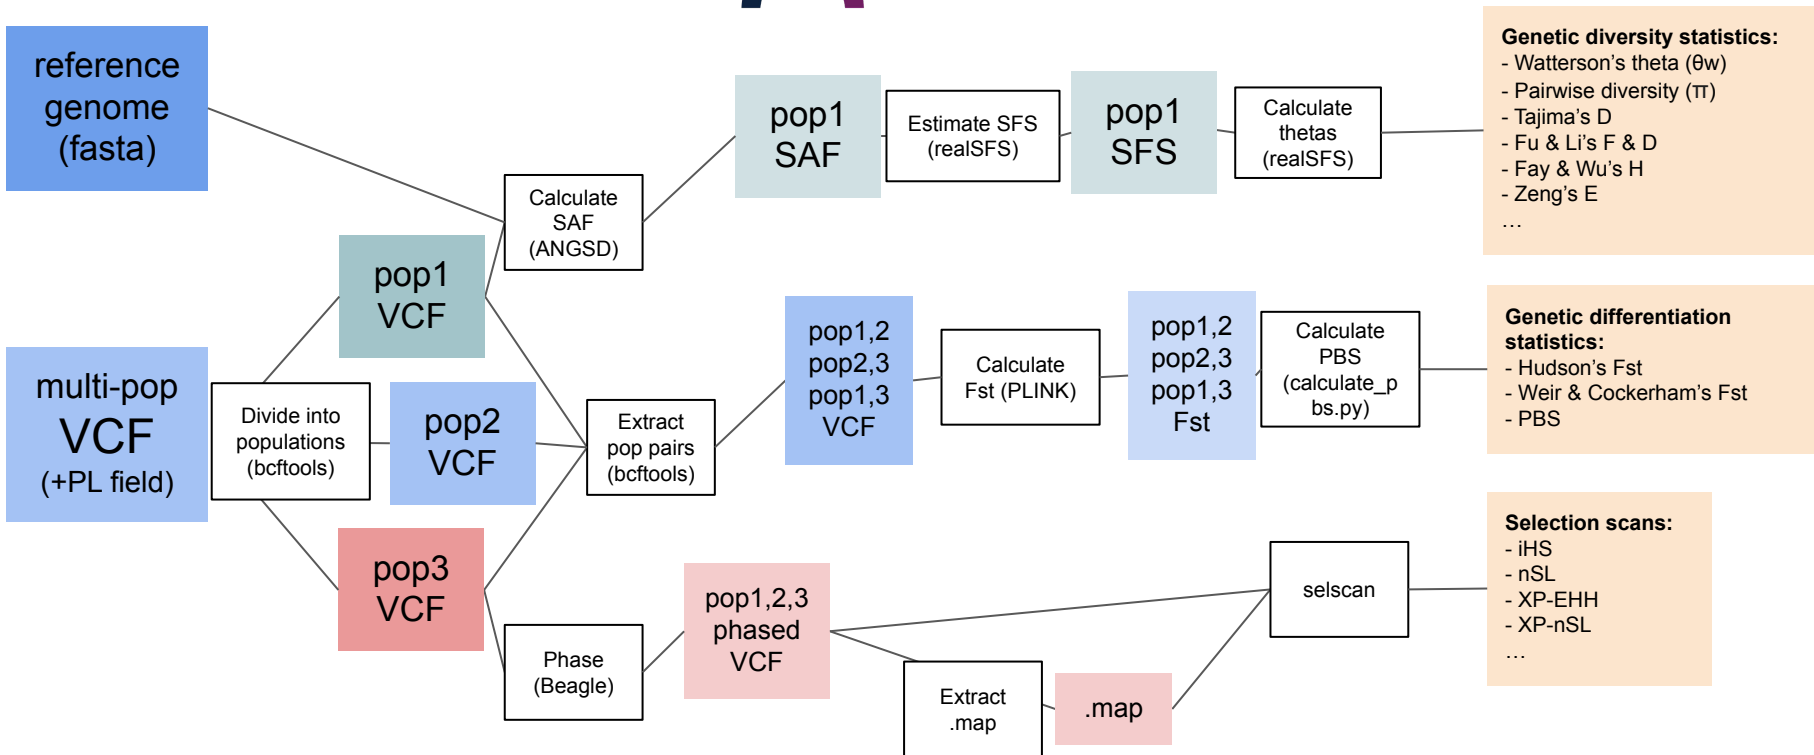 reference
genome
(fasta)
multi-pop
VCF
(+PL field)
Divide into
populations
(bcftools)
pop1
VCF
pop2
VCF
pop3
VCF
Calculate
SAF
(ANGSD)
Extract
pop pairs
(bcftools)
Phase
(Beagle)
pop1
SAF
Estimate SFS
(realSFS)
pop1
SFS
Calculate
thetas
(realSFS)
Genetic diversity statistics:
- Watterson’s theta (θw)
- Pairwise diversity (π)
- Tajima’s D
- Fu & Li’s F & D
- Fay & Wu’s H
- Zeng’s E
…
pop1,2
pop2,3
pop1,3
VCF
Calculate
Fst (PLINK)
pop1,2
pop2,3
pop1,3
Fst
Calculate
PBS
(calculate_p
bs.py)
Genetic differentiation
statistics:
- Hudson’s Fst
- Weir & Cockerham’s Fst
- PBS
pop1,2,3
phased
VCF
Extract
.map
.map
selscan
Selection scans:
- iHS
- nSL
- XP-EHH
- XP-nSL
…